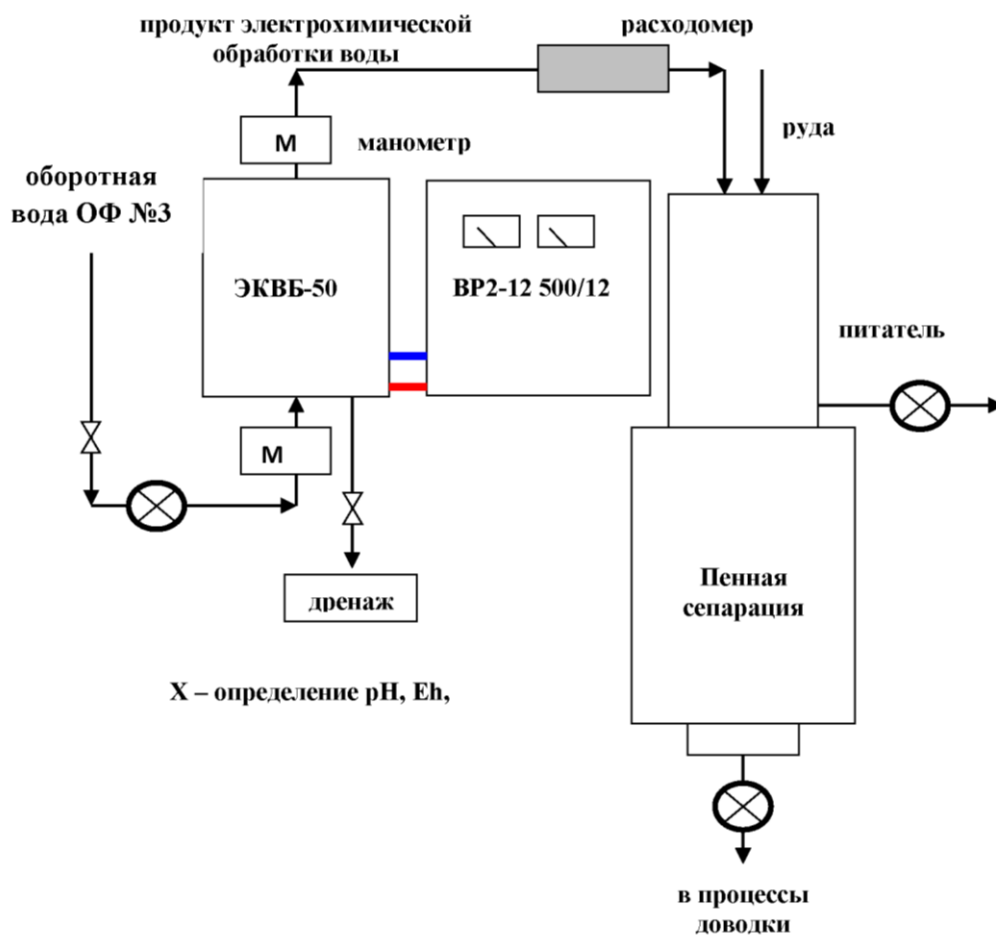 продукт электрохимической
обработки воды
расходомер
М
манометр
руда
оборотная
вода ОФ №3
ЭКВБ-50
ВР2-12 500/12
питатель
М
дренаж
Пенная
сепарация
Х – определение pH, Eh,
в процессы
доводки